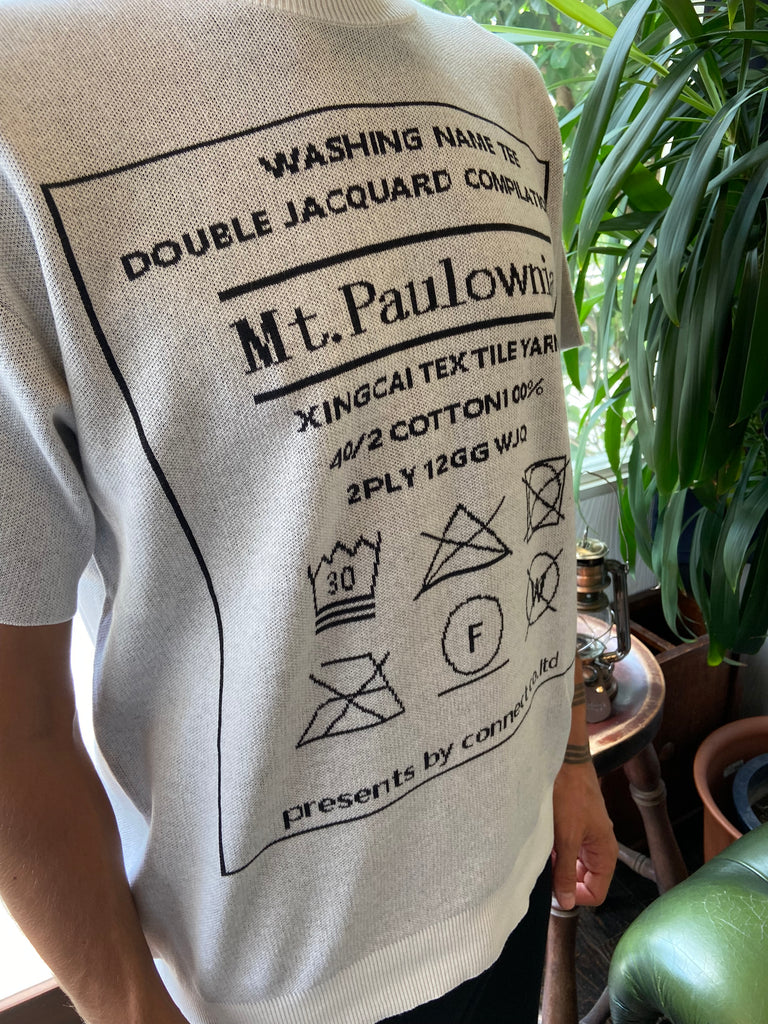 WASHING NAME TEE
DOUBLE JACQUARD COMPILATION
Mt.Paulownia
XINGCAI TEXTILE YARN
40/2 COTTON100%
2PLY 12GG WJQ
30
F
W
presents by connect co.ltd